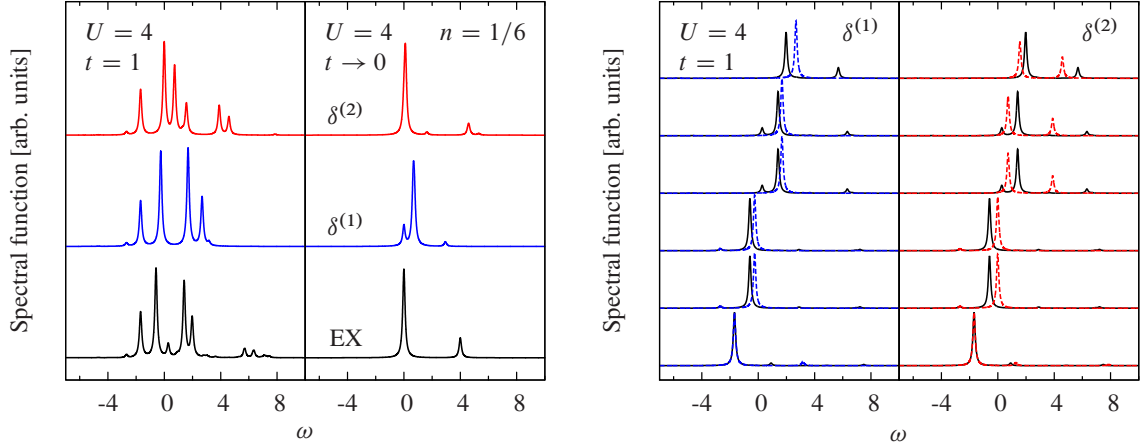 Spectral function [arb. units]
U = 4
t = 1
U = 4 n = 1/6
t → 0
δ(2)
δ(1)
EX
-4 0 4 8
-4 0 4 8
ω
Spectral function [arb. units]
U = 4
t = 1
δ(1)
δ(2)
-4 0 4 8
-4 0 4 8
ω